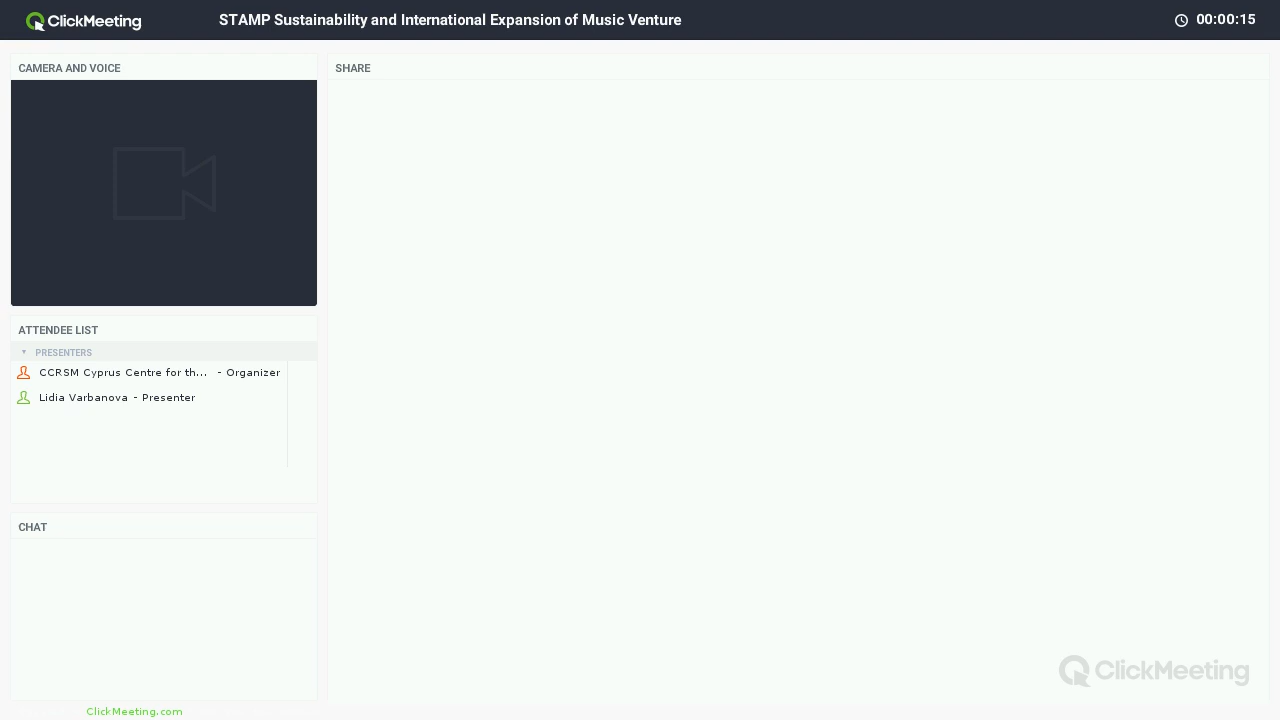 ClickMeeting
STAMP Sustainability and International Expansion of Music Venture
00:00:15
CAMERA AND VOICE
SHARE
ATTENDEE LIST
PRESENTERS
CCRSM Cyprus Centre for th... - Organizer
Lidia Varbanova - Presenter
CHAT
ClickMeeting
ClickMeeting.com